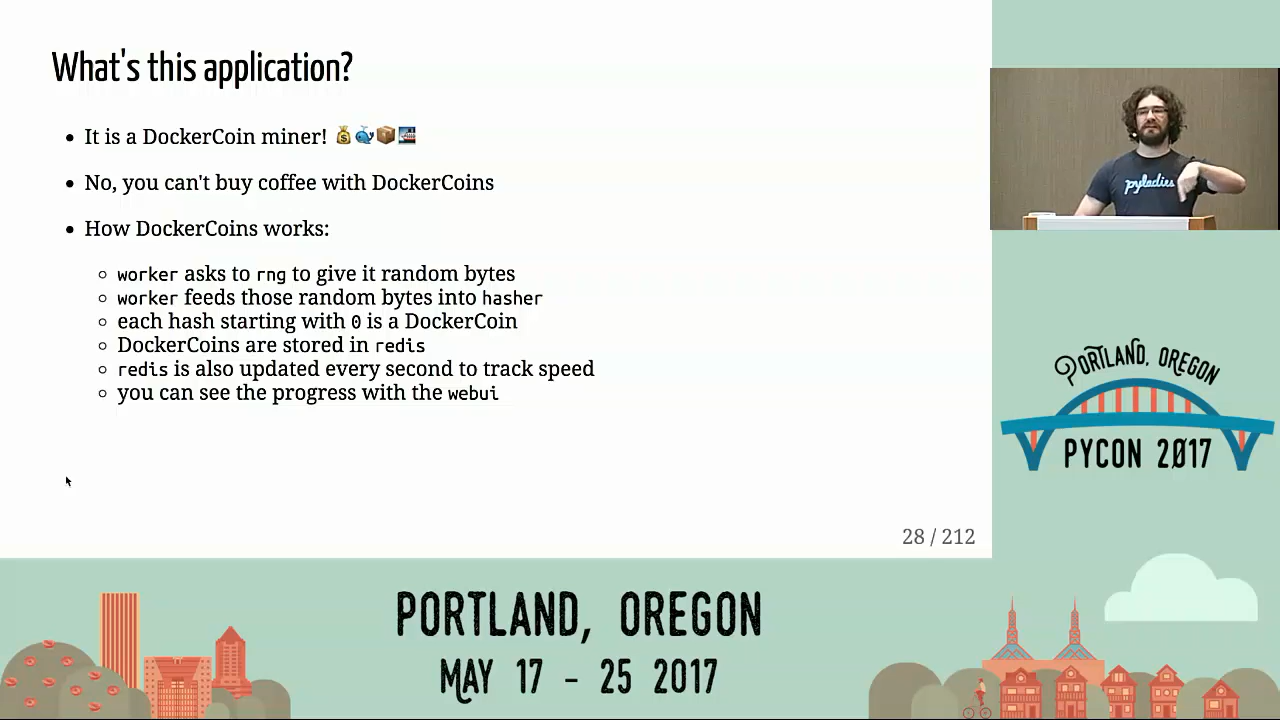 What's this application?
It is a DockerCoin miner! 💰🐳📦🚢
No, you can't buy coffee with DockerCoins
How DockerCoins works:
worker asks to rng to give it random bytes
worker feeds those random bytes into hasher
each hash starting with 0 is a DockerCoin
DockerCoins are stored in redis
redis is also updated every second to track speed
you can see the progress with the webui
28 / 212
pyladies
PORTLAND, OREGON
PYCON 2017
PORTLAND, OREGON
MAY 17 - 25 2017